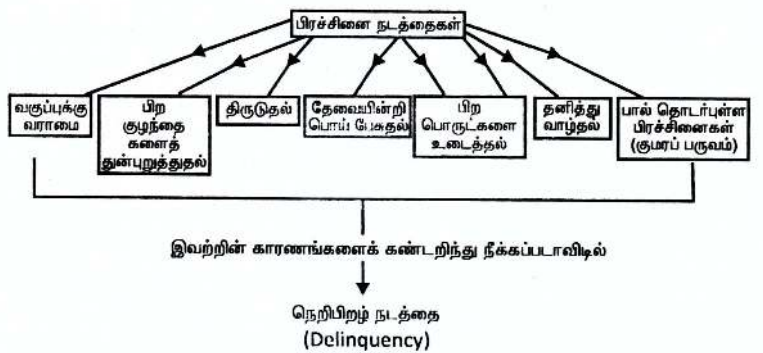 பிரச்சினை நடத்தைகள்
வகுப்புக்கு
வராமை
பிற
குழந்தை
களைத்
துன்புறுத்துதல்
திருடுதல்
தேவையின்றி
பொய் பேசுதல்
பிற
பொருட்களை
உடைத்தல்
தனித்து
வாழ்தல்
பால் தொடர்புள்ள
பிரச்சினைகள்
(குமரப் பருவம்)
இவற்றின் காரணங்களைக் கண்டறிந்து நீக்கப்படாவிடில்
நெறிபிறழ் நடத்தை
(Delinquency)